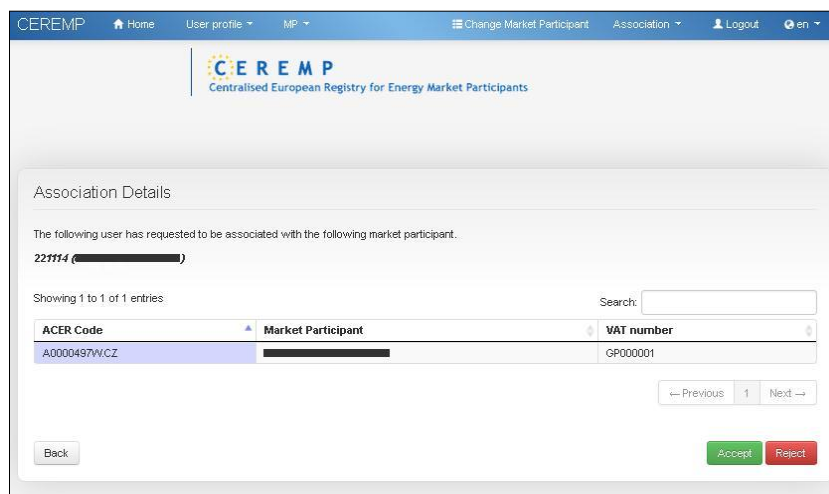 CEREMP Home User profile MP Change Market Participant Association Logout en
CEREMP
Centralised European Registry for Energy Market Participants
Association Details
The following user has requested to be associated with the following market participant.
221114 ( )
Showing 1 to 1 of 1 entries Search:
ACER Code Market Participant VAT number
A0000497W.CZ GP000001
← Previous 1 Next →
Back Accept Reject